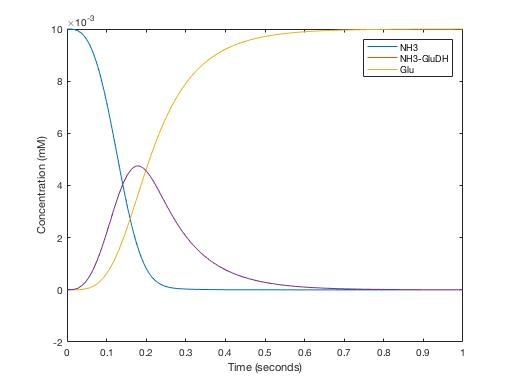 ×10⁻³
10
8
6
4
2
0
-2
Concentration (mM)
NH3
NH3-GluDH
Glu
0 0.1 0.2 0.3 0.4 0.5 0.6 0.7 0.8 0.9 1
Time (seconds)